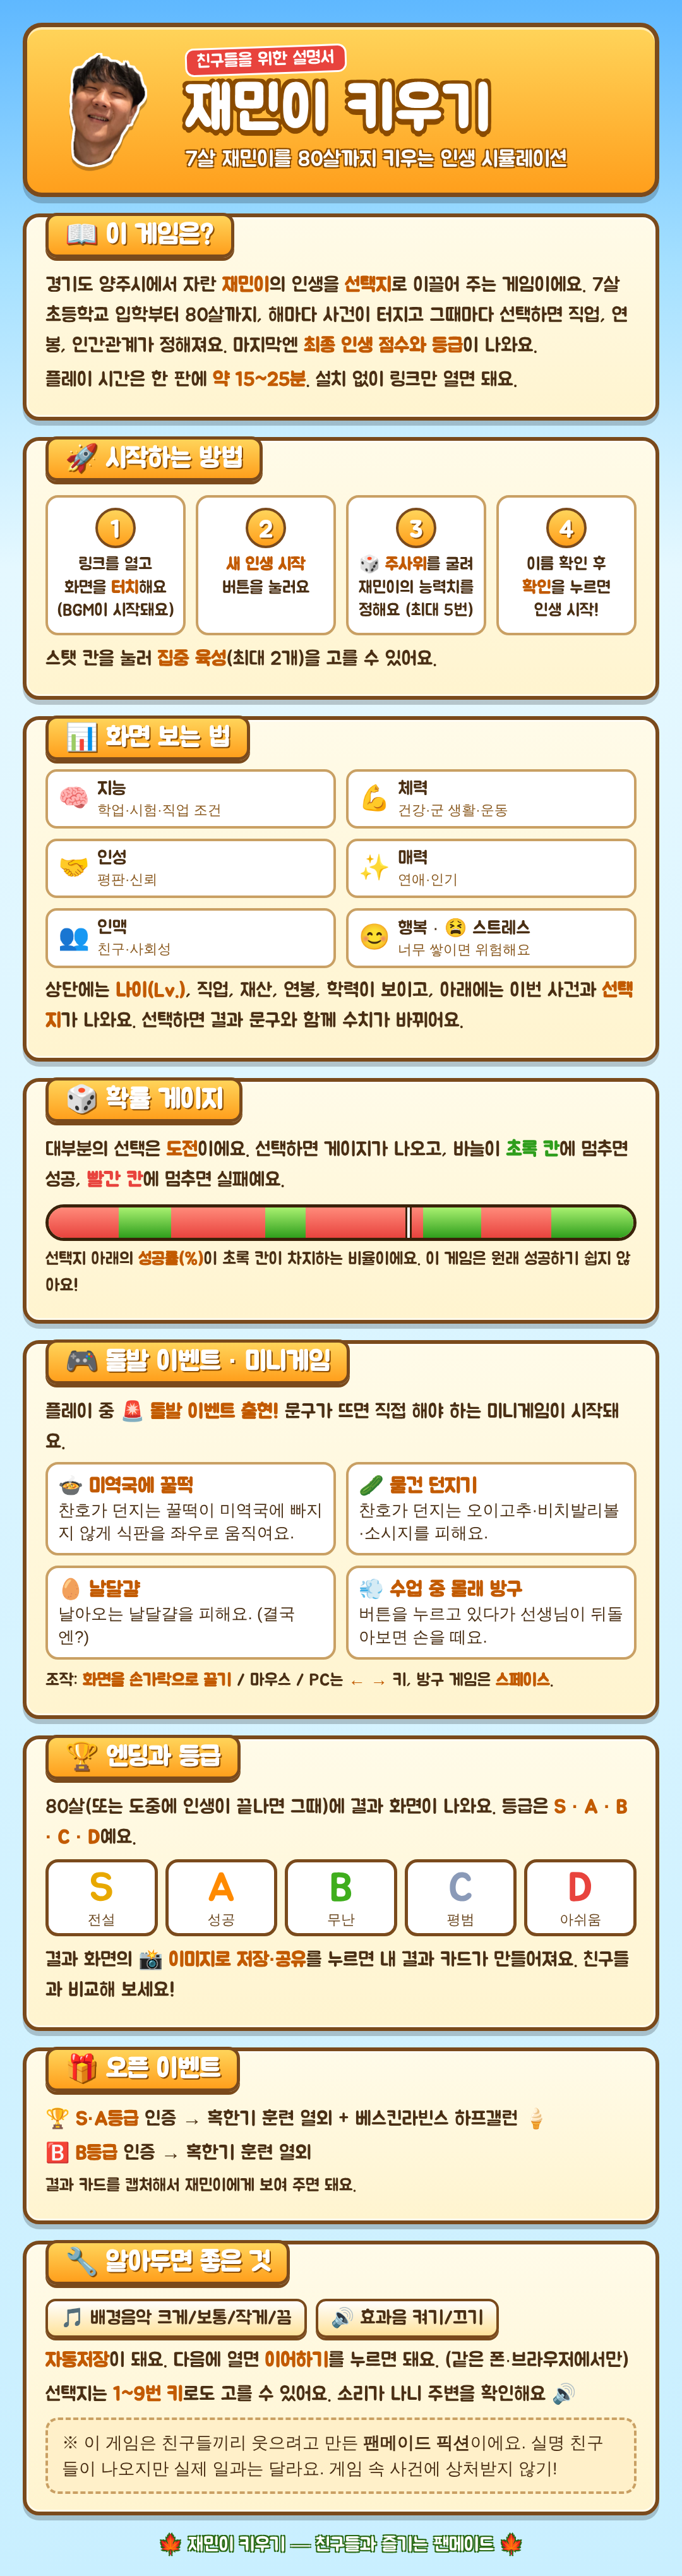 친구들을 위한 설명서
재민이 키우기
7살 재민이를 80살까지 키우는 인생 시뮬레이션
📖 이 게임은?
경기도 양주시에서 자란 재민이의 인생을 선택지로 이끌어 주는 게임이에요. 7살
초등학교 입학부터 80살까지, 해마다 사건이 터지고 그때마다 선택하면 직업, 연
봉, 인간관계가 정해져요. 마지막엔 최종 인생 점수와 등급이 나와요.
플레이 시간은 한 판에 약 15~25분. 설치 없이 링크만 열면 돼요.
🚀 시작하는 방법
1
링크를 열고
화면을 터치해요
(BGM이 시작돼요)
2
새 인생 시작
버튼을 눌러요
3
🎲 주사위를 굴려
재민이의 능력치를
정해요 (최대 5번)
4
이름 확인 후
확인을 누르면
인생 시작!
스탯 칸을 눌러 집중 육성(최대 2개)을 고를 수 있어요.
📊 화면 보는 법
🧠 지능
학업·시험·직업 조건
💪 체력
건강·군 생활·운동
🤝 인성
평판·신뢰
✨ 매력
연애·인기
👥 인맥
친구·사회성
😊 행복 · 😫 스트레스
너무 쌓이면 위험해요
상단에는 나이(Lv.), 직업, 재산, 연봉, 학력이 보이고, 아래에는 이번 사건과 선택
지가 나와요. 선택하면 결과 문구와 함께 수치가 바뀌어요.
🎲 확률 게이지
대부분의 선택은 도전이에요. 선택하면 게이지가 나오고, 바늘이 초록 칸에 멈추면
성공, 빨간 칸에 멈추면 실패예요.
선택지 아래의 성공률(%)이 초록 칸이 차지하는 비율이에요. 이 게임은 원래 성공하기 쉽지 않
아요!
🎮 돌발 이벤트 · 미니게임
플레이 중 🚨 돌발 이벤트 출현! 문구가 뜨면 직접 해야 하는 미니게임이 시작돼
요.
🍲 미역국에 꿀떡
찬호가 던지는 꿀떡이 미역국에 빠지
지 않게 식판을 좌우로 움직여요.
🥒 물건 던지기
찬호가 던지는 오이고추·비치발리볼
·소시지를 피해요.
🥚 날달걀
날아오는 날달걀을 피해요. (결국
엔?)
💨 수업 중 몰래 방구
버튼을 누르고 있다가 선생님이 뒤돌
아보면 손을 떼요.
조작: 화면을 손가락으로 끌기 / 마우스 / PC는 ← → 키, 방구 게임은 스페이스.
🏆 엔딩과 등급
80살(또는 도중에 인생이 끝나면 그때)에 결과 화면이 나와요. 등급은 S · A · B
· C · D예요.
S
전설
A
성공
B
무난
C
평범
D
아쉬움
결과 화면의 📸 이미지로 저장·공유를 누르면 내 결과 카드가 만들어져요. 친구들
과 비교해 보세요!
🎁 오픈 이벤트
🏆 S·A등급 인증 → 혹한기 훈련 열외 + 베스킨라빈스 하프갤런 🍦
🅱 B등급 인증 → 혹한기 훈련 열외
결과 카드를 캡처해서 재민이에게 보여 주면 돼요.
🔧 알아두면 좋은 것
🎵 배경음악 크게/보통/작게/끔
🔊 효과음 켜기/끄기
자동저장이 돼요. 다음에 열면 이어하기를 누르면 돼요. (같은 폰·브라우저에서만)
선택지는 1~9번 키로도 고를 수 있어요. 소리가 나니 주변을 확인해요 🔊
※ 이 게임은 친구들끼리 웃으려고 만든 팬메이드 픽션이에요. 실명 친구
들이 나오지만 실제 일과는 달라요. 게임 속 사건에 상처받지 않기!
🍁 재민이 키우기 — 친구들과 즐기는 팬메이드 🍁